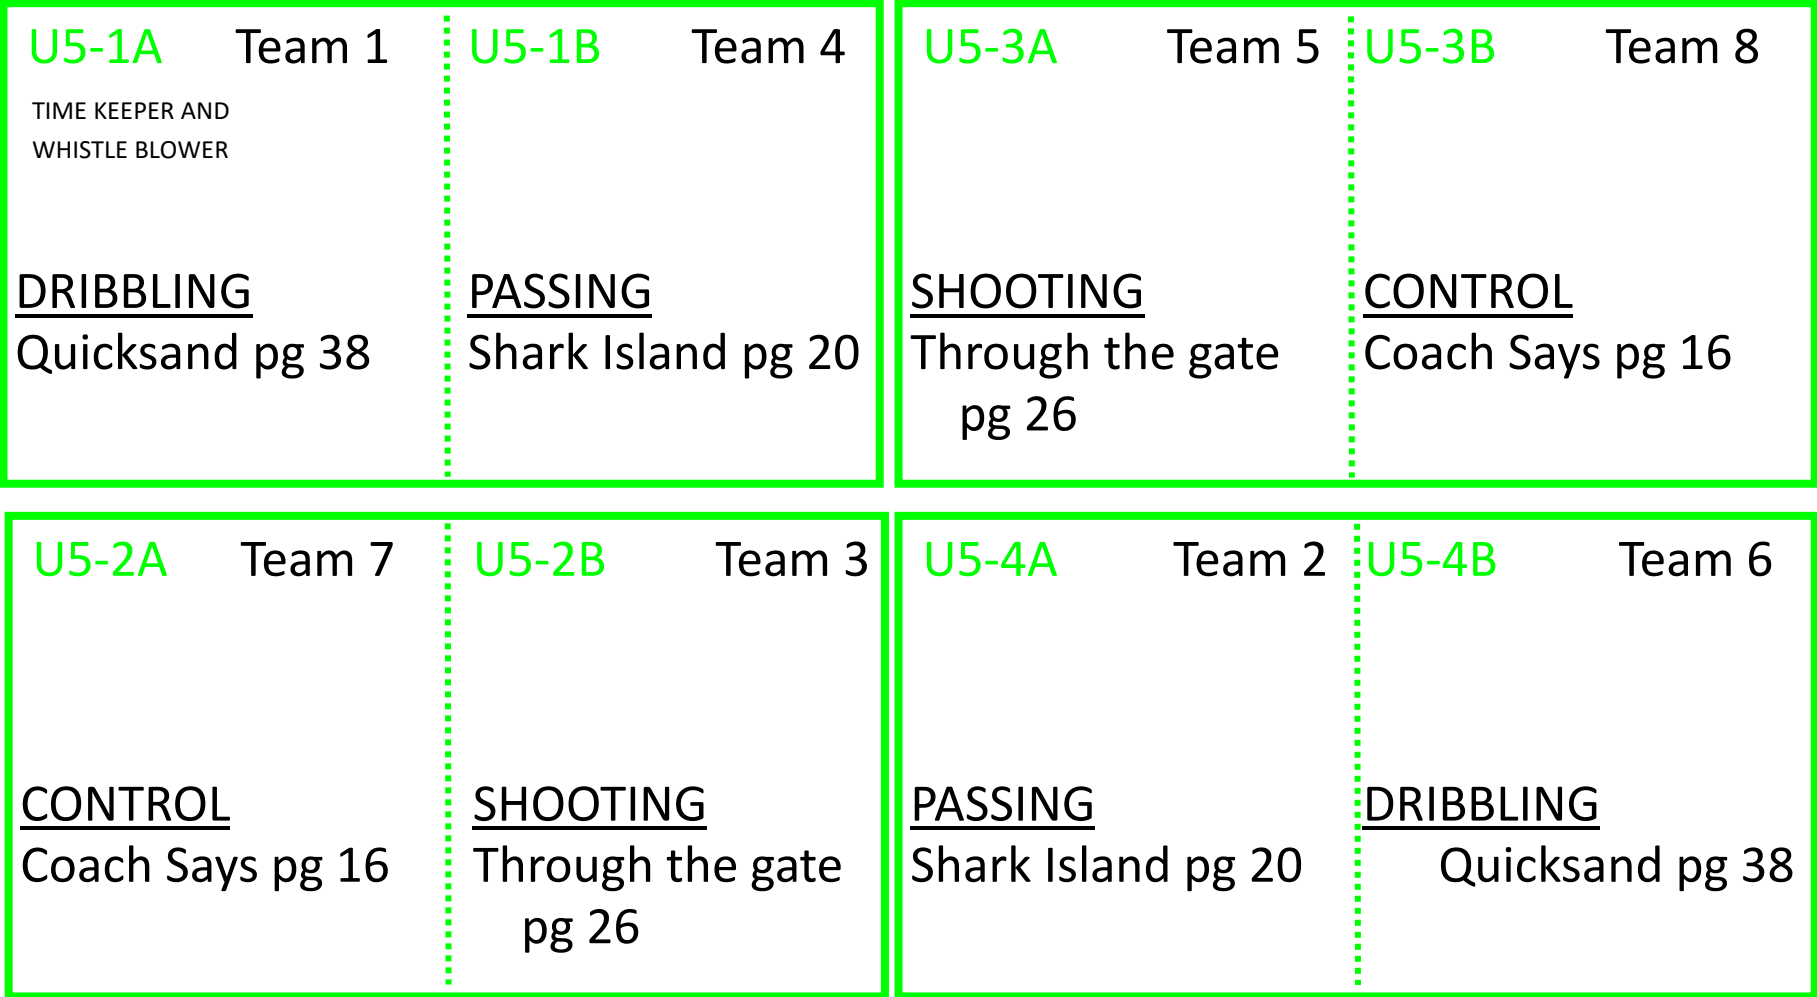 U5-1A Team 1
TIME KEEPER AND
WHISTLE BLOWER
DRIBBLING
Quicksand pg 38
U5-1B Team 4
PASSING
Shark Island pg 20
U5-3A Team 5
SHOOTING
Through the gate
pg 26
U5-3B Team 8
CONTROL
Coach Says pg 16
U5-2A Team 7
CONTROL
Coach Says pg 16
U5-2B Team 3
SHOOTING
Through the gate
pg 26
U5-4A Team 2
PASSING
Shark Island pg 20
U5-4B Team 6
DRIBBLING
Quicksand pg 38